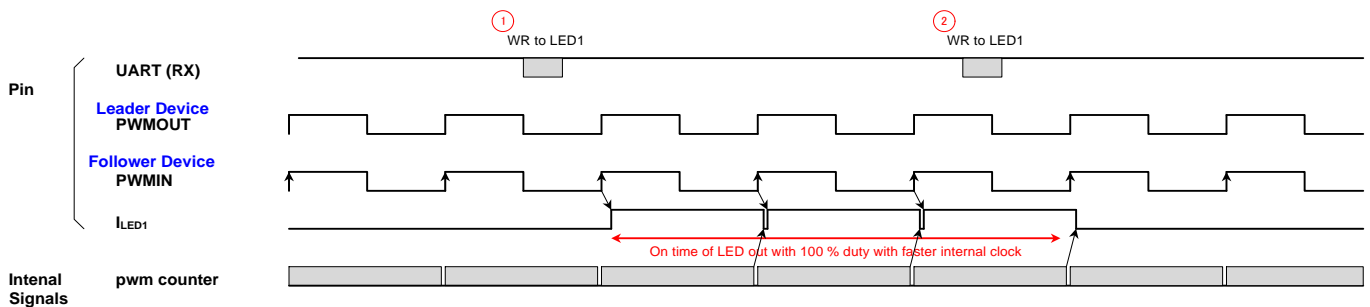 1
2
WR to LED1
WR to LED1
UART (RX)
Pin
Leader Device
PWMOUT
Follower Device
PWMIN
ILED1
On time of LED out with 100 % duty with faster internal clock
Intenal
Signals
pwm counter